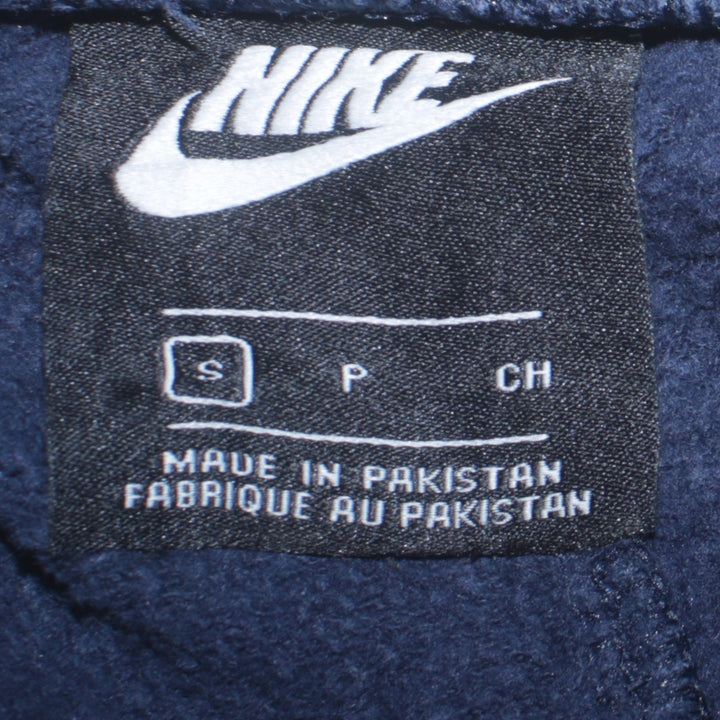 NIKE
S P CH
MADE IN PAKISTAN
FABRIQUE AU PAKISTAN